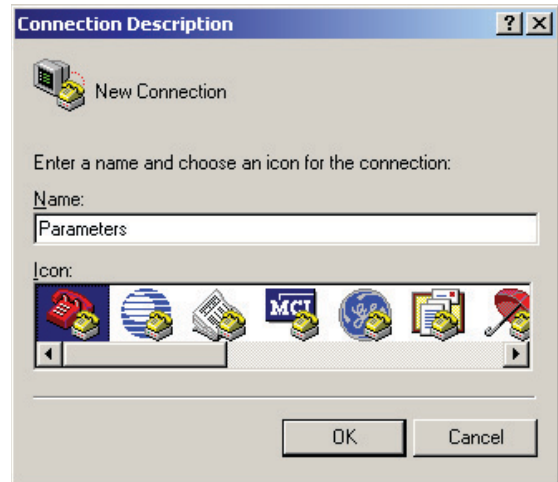 Connection Description
New Connection
Enter a name and choose an icon for the connection:
Name:
Parameters
Icon:
MCI
OK
Cancel